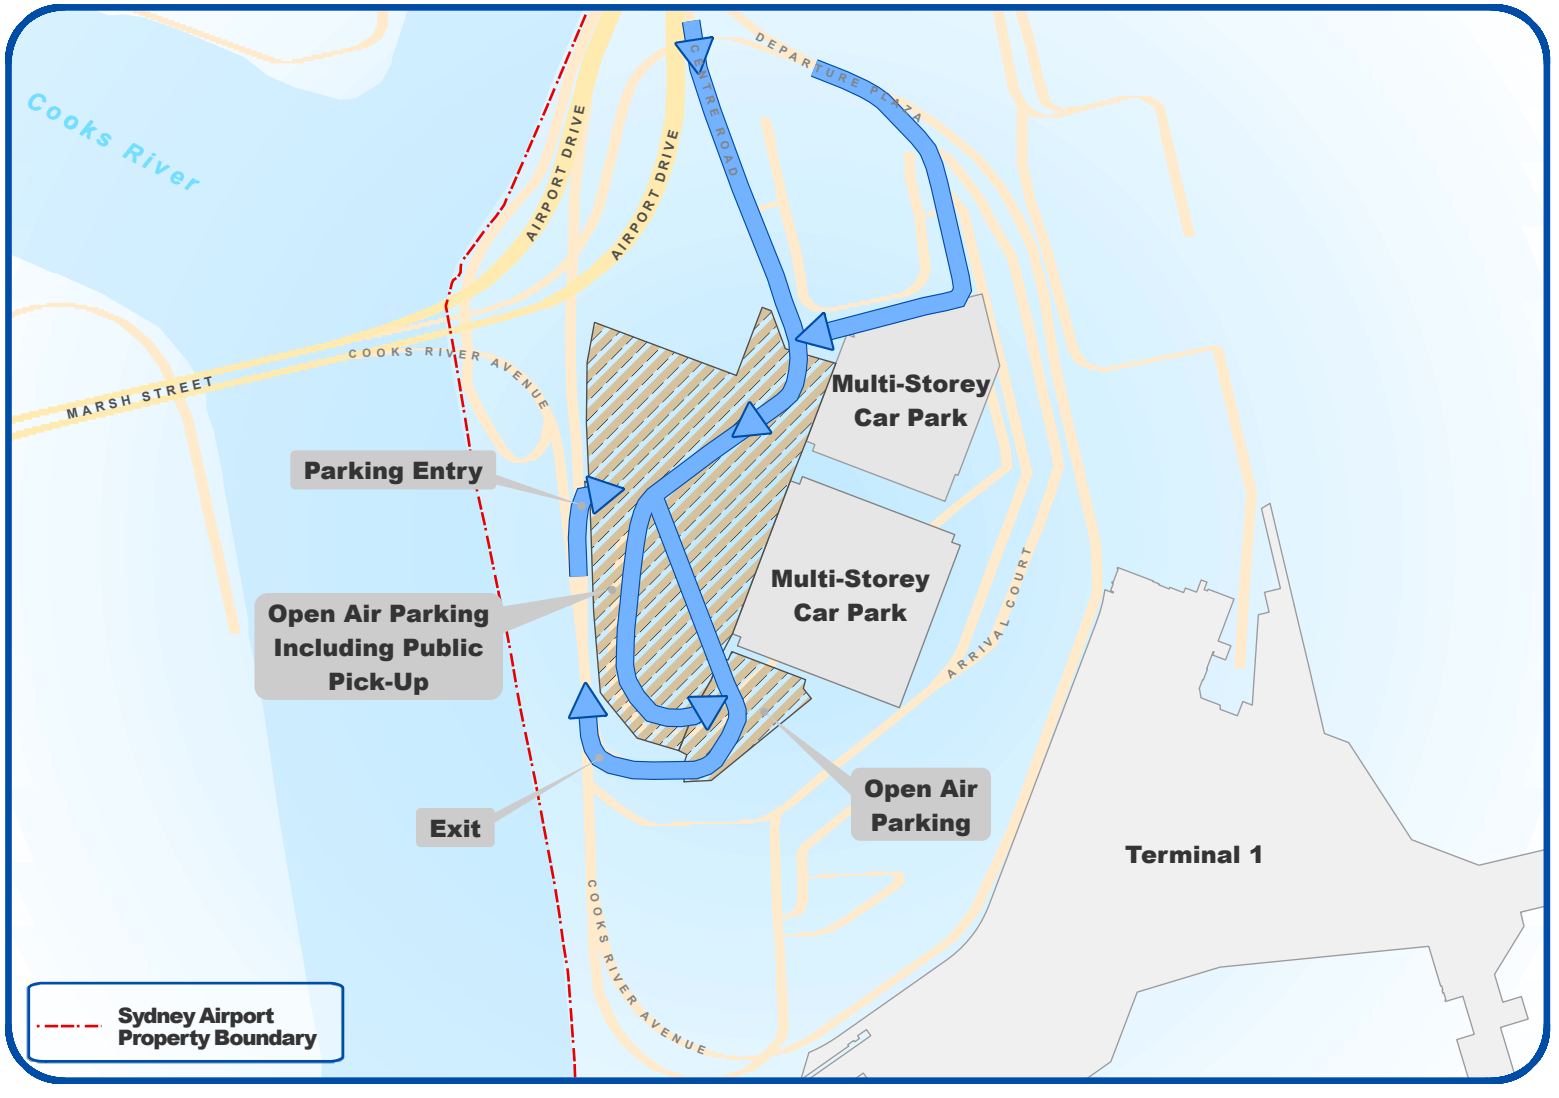 DEPARTURE PLAZA
CENTRE ROAD
Cooks River
AIRPORT DRIVE
AIRPORT DRIVE
COOKS RIVER AVENUE
MARSH STREET
Multi-Storey
Car Park
Parking Entry
Multi-Storey
Car Park
Open Air Parking
Including Public
Pick-Up
ARRIVAL COURT
Open Air
Parking
Exit
Terminal 1
COOKS RIVER AVENUE
Sydney Airport
Property Boundary